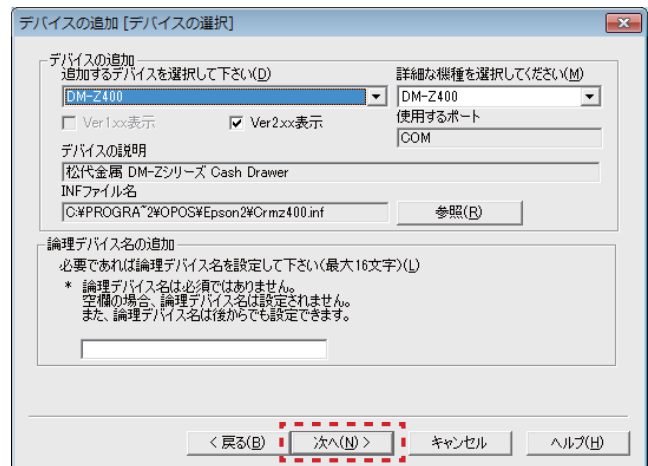 デバイスの追加 [デバイスの選択]
デバイスの追加
追加するデバイスを選択して下さい(D) 詳細な機種を選択してください(M)
DM-Z400 DM-Z400
Ver1xx表示 Ver2xx表示 使用するポート
COM
デバイスの説明
松代金属 DM-Zシリーズ Cash Drawer
INFファイル名
C:¥PROGRA~2¥OPOS¥Epson2¥Crmz400.inf 参照(R)
論理デバイス名の追加
必要であれば論理デバイス名を設定して下さい(最大16文字)(L)
* 論理デバイス名は必須ではありません。
空欄の場合、論理デバイス名は設定されません。
また、論理デバイス名は後からでも設定できます。
< 戻る(B) 次へ(N) > キャンセル ヘルプ(H)